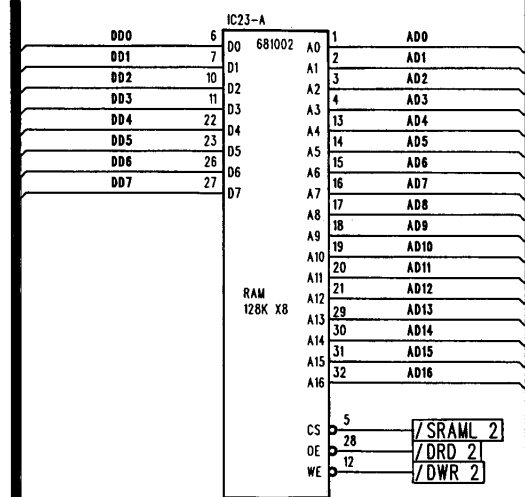 IC23-A
DD0 6 D0 681002 A0 1 AD0
DD1 7 D1 A1 2 AD1
DD2 10 D2 A2 3 AD2
DD3 11 D3 A3 4 AD3
DD4 22 D4 A4 13 AD4
DD5 23 D5 A5 14 AD5
DD6 26 D6 A6 15 AD6
DD7 27 D7 A7 16 AD7
A8 17 AD8
A9 18 AD9
A10 19 AD10
A11 20 AD11
RAM A12 21 AD12
128K X8 A13 29 AD13
A14 30 AD14
A15 31 AD15
A16 32 AD16
CS 5 /SRAML 2
OE 28 /DRD 2
WE 12 /DWR 2